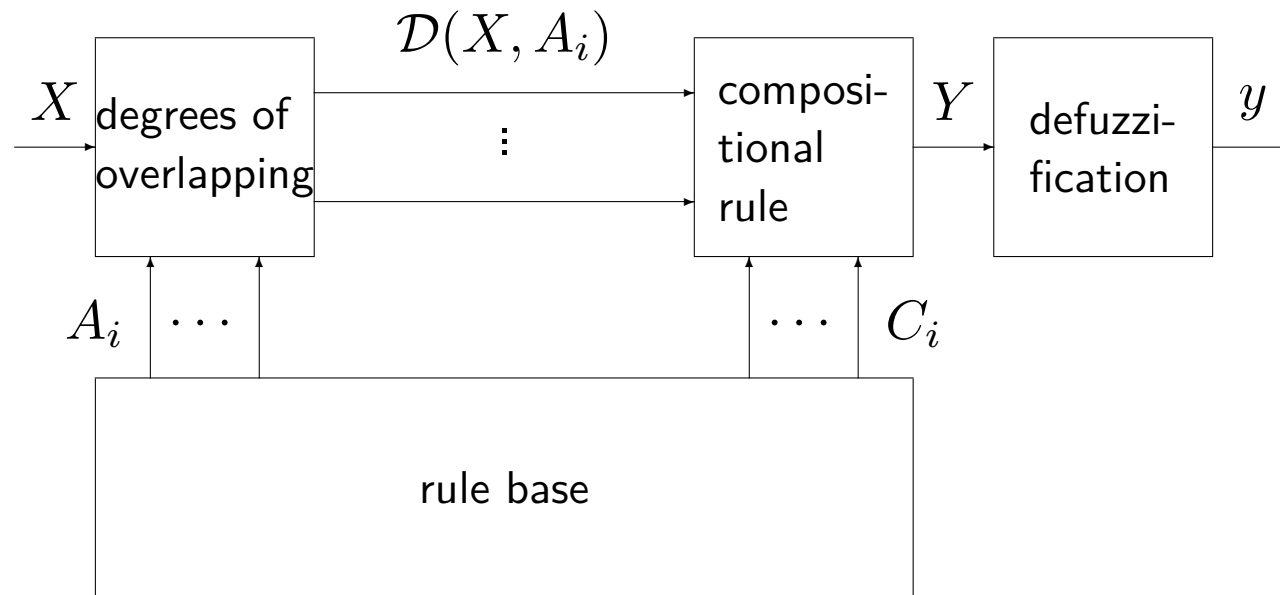 𝒟(X, A_i)
X
degrees of
overlapping
⋮
composi-
tional
rule
Y
defuzzi-
fication
y
A_i
···
···
C_i
rule base